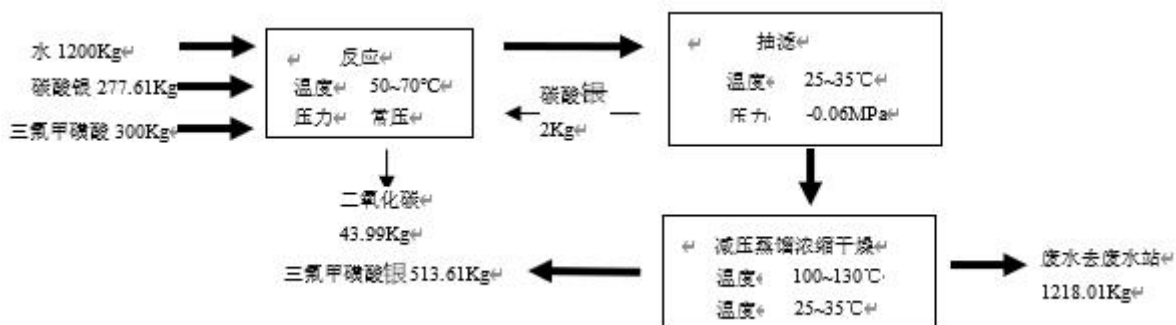 水 1200Kg
碳酸银 277.61Kg
三氟甲磺酸 300Kg
反应
温度 50~70℃
压力 常压
碳酸银
2Kg
抽滤
温度 25~35℃
压力 -0.06MPa
二氧化碳
43.99Kg
三氟甲磺酸银 513.61Kg
减压蒸馏浓缩干燥
温度 100~130℃
温度 25~35℃
废水去废水站
1218.01Kg